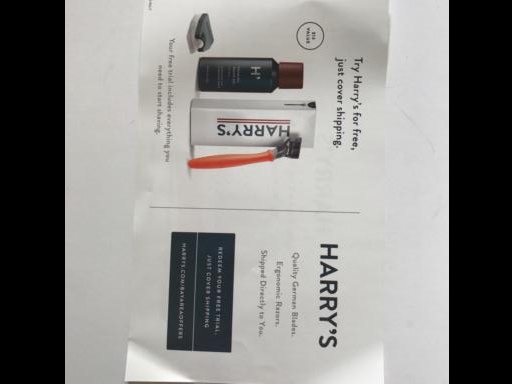 $10
VALUE
Try Harry's for free,
just cover shipping.
H'
HARRY'S
Your free trial includes everything you
need to start shaving.
HARRY'S
Quality German Blades.
Ergonomic Razors.
Shipped Directly to You.
REDEEM YOUR FREE TRIAL.
JUST COVER SHIPPING
HARRYS.COM/BAYAREAOFFERS